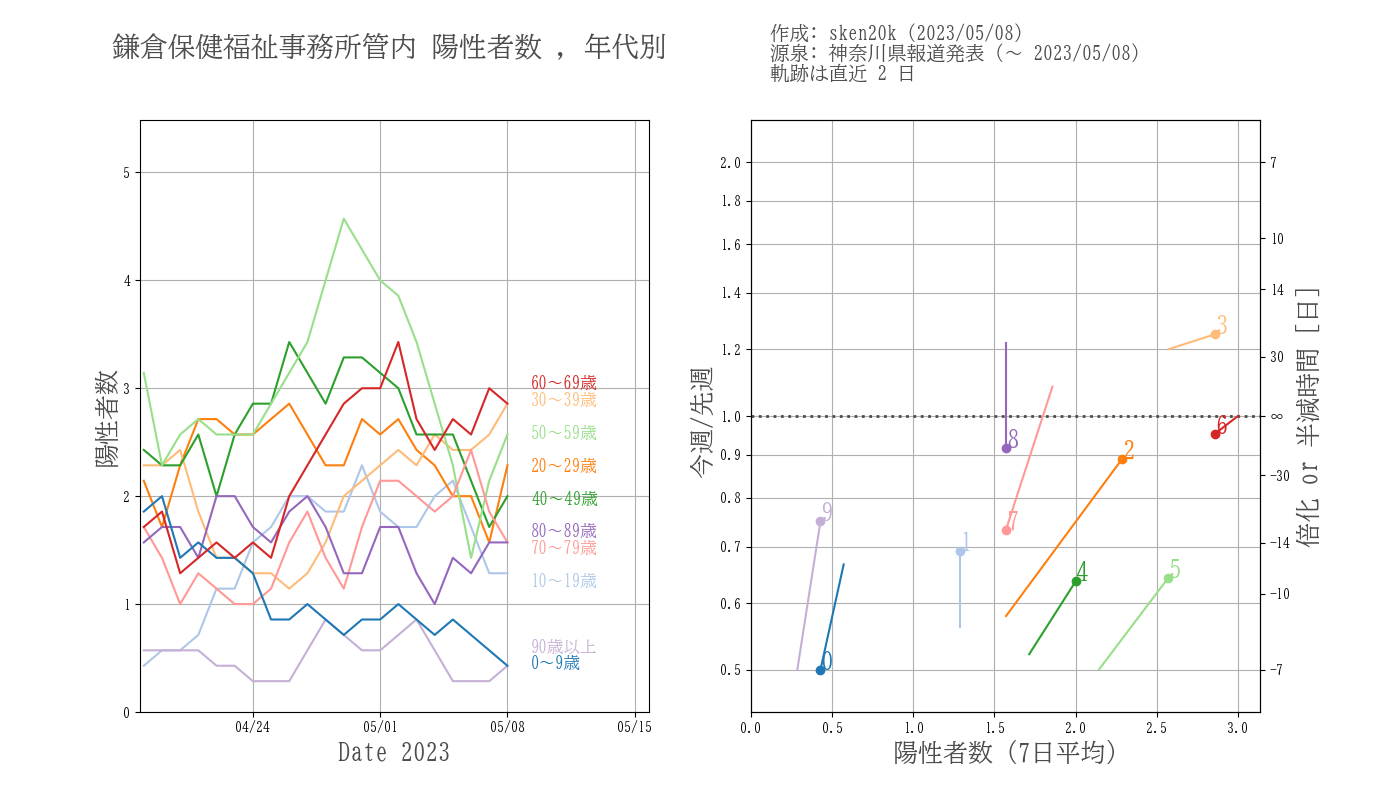 鎌倉保健福祉事務所管内 陽性者数 , 年代別
作成: sken20k (2023/05/08)
源泉: 神奈川県報道発表 (～ 2023/05/08)
軌跡は直近 2 日
陽性者数
5
4
3
2
1
0
04/24
05/01
05/08
05/15
Date 2023
60～69歳
30～39歳
50～59歳
20～29歳
40～49歳
80～89歳
70～79歳
10～19歳
90歳以上
0～9歳
今週/先週
2.0
1.8
1.6
1.4
1.2
1.0
0.9
0.8
0.7
0.6
0.5
0.0
0.5
1.0
1.5
2.0
2.5
3.0
陽性者数 (7日平均)
3
6
8
2
9
7
1
4
5
0
7
10
14
30
∞
−30
−14
−10
−7
倍化 or 半減時間 [日]